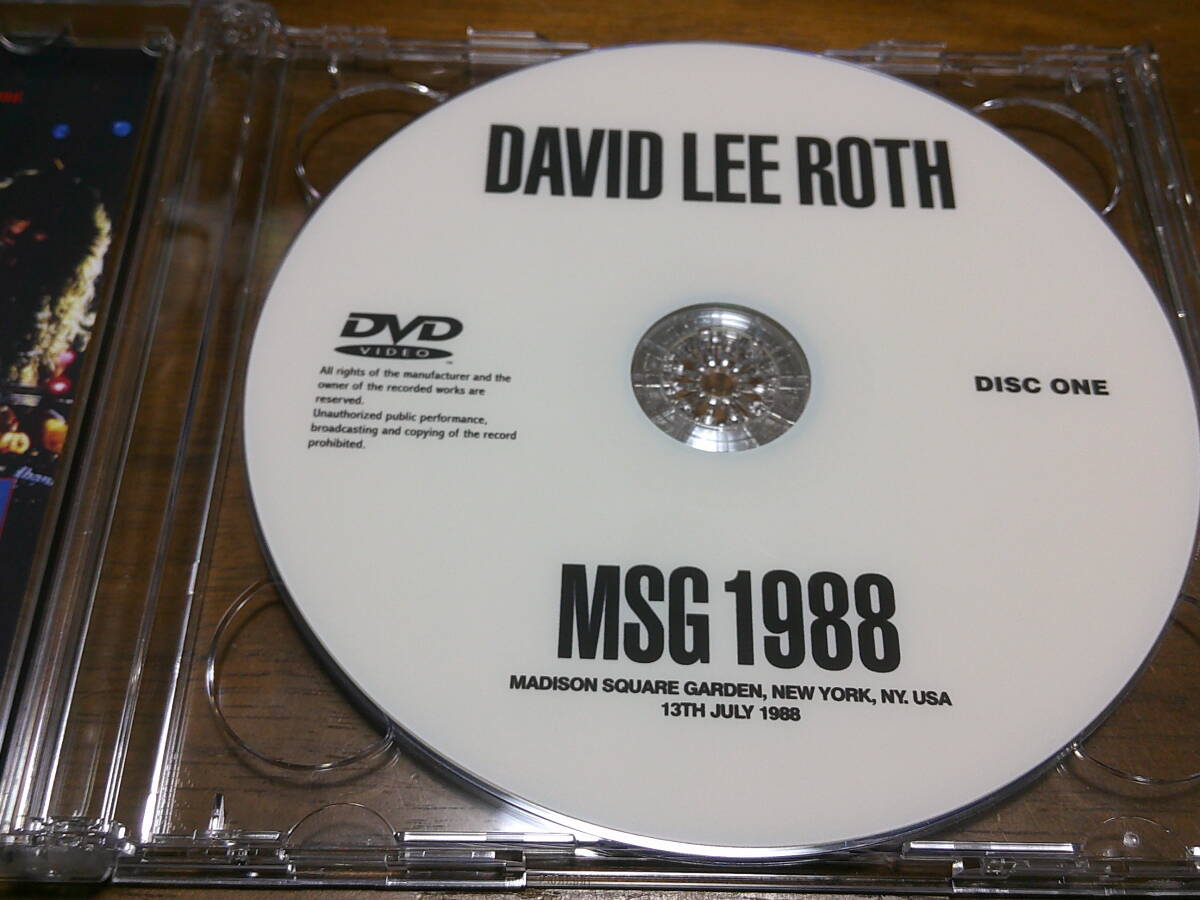 DAVID LEE ROTH
DVD
VIDEO
All rights of the manufacturer and the
owner of the recorded works are
reserved.
Unauthorized public performance,
broadcasting and copying of the record
prohibited.
DISC ONE
MSG 1988
MADISON SQUARE GARDEN, NEW YORK, NY. USA
13TH JULY 1988